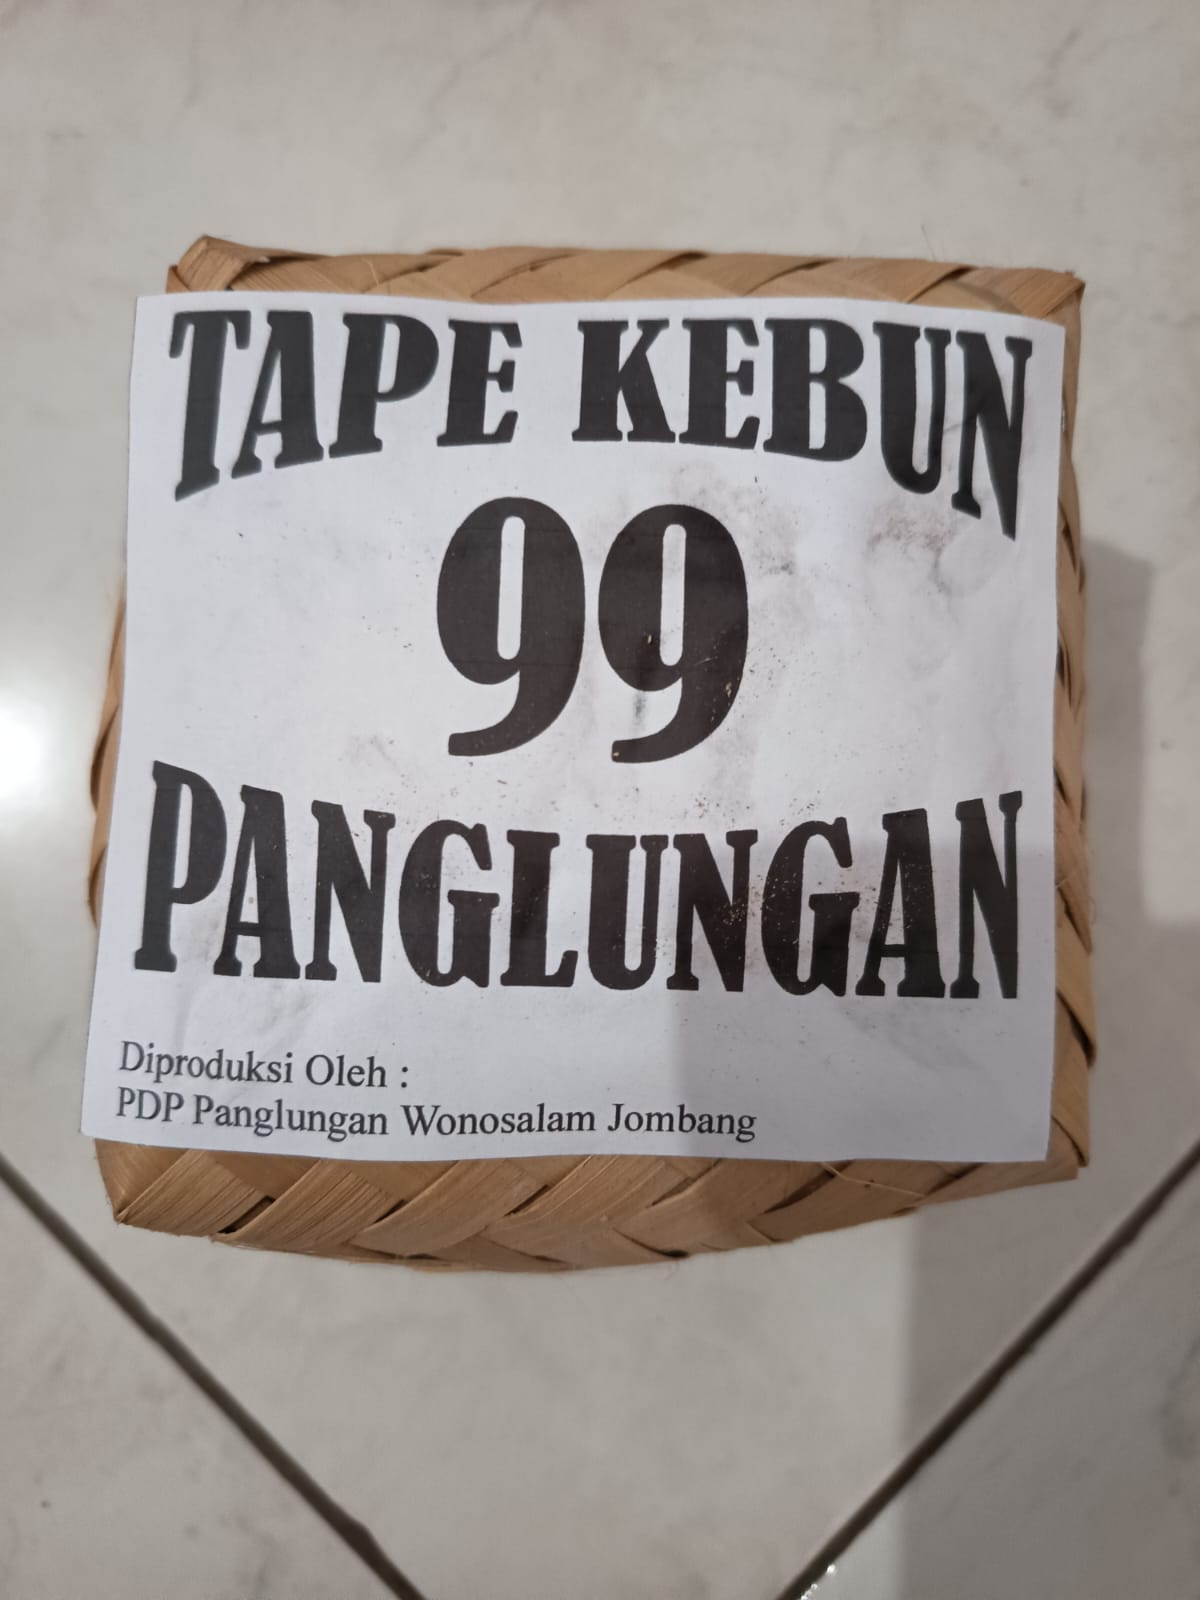 TAPE KEBUN
99
PANGLUNGAN
Diproduksi Oleh :
PDP Panglungan Wonosalam Jombang